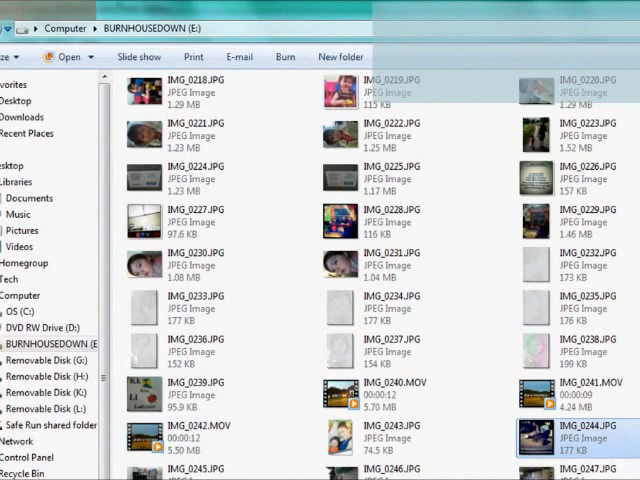 Computer ▸ BURNHOUSEDOWN (E:)
Open Slide show Print E-mail Burn New folder
IMG_0218.JPG
JPEG Image
1.29 MB
IMG_0219.JPG
JPEG Image
115 KB
IMG_0220.JPG
JPEG Image
1.29 MB
IMG_0221.JPG
JPEG Image
1.23 MB
IMG_0222.JPG
JPEG Image
1.25 MB
IMG_0223.JPG
JPEG Image
1.52 MB
IMG_0224.JPG
JPEG Image
1.23 MB
IMG_0225.JPG
JPEG Image
1.17 MB
IMG_0226.JPG
JPEG Image
157 KB
IMG_0227.JPG
JPEG Image
97.6 KB
IMG_0228.JPG
JPEG Image
116 KB
IMG_0229.JPG
JPEG Image
1.46 MB
IMG_0230.JPG
JPEG Image
1.08 MB
IMG_0231.JPG
JPEG Image
1.04 MB
IMG_0232.JPG
JPEG Image
173 KB
IMG_0233.JPG
JPEG Image
177 KB
IMG_0234.JPG
JPEG Image
177 KB
IMG_0235.JPG
JPEG Image
176 KB
IMG_0236.JPG
JPEG Image
152 KB
IMG_0237.JPG
JPEG Image
154 KB
IMG_0238.JPG
JPEG Image
199 KB
IMG_0239.JPG
JPEG Image
95.9 KB
IMG_0240.MOV
00:00:12
5.70 MB
IMG_0241.MOV
00:00:09
4.24 MB
IMG_0242.MOV
00:00:12
5.50 MB
IMG_0243.JPG
JPEG Image
74.5 KB
IMG_0244.JPG
JPEG Image
177 KB
IMG_0245.JPG
IMG_0246.JPG
IMG_0247.JPG
vorites
Desktop
Downloads
Recent Places
sktop
Libraries
Documents
Music
Pictures
Videos
Homegroup
Tech
Computer
OS (C:)
DVD RW Drive (D:)
BURNHOUSEDOWN (E
Removable Disk (G:)
Removable Disk (H:)
Removable Disk (K:)
Removable Disk (L:)
Safe Run shared folder
Network
Control Panel
Recycle Bin